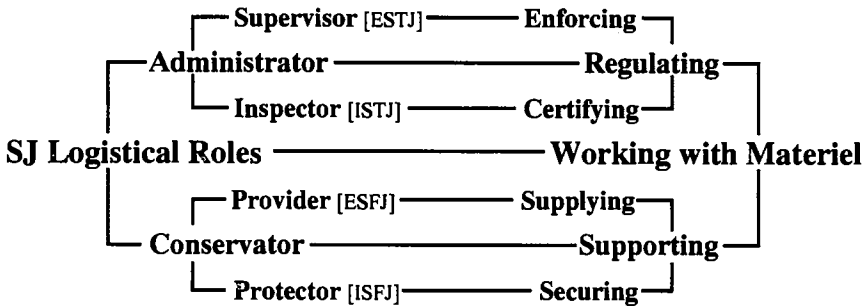 Supervisor [ESTJ] Enforcing
Administrator Regulating
Inspector [ISTJ] Certifying
SJ Logistical Roles Working with Materiel
Provider [ESFJ] Supplying
Conservator Supporting
Protector [ISFJ] Securing